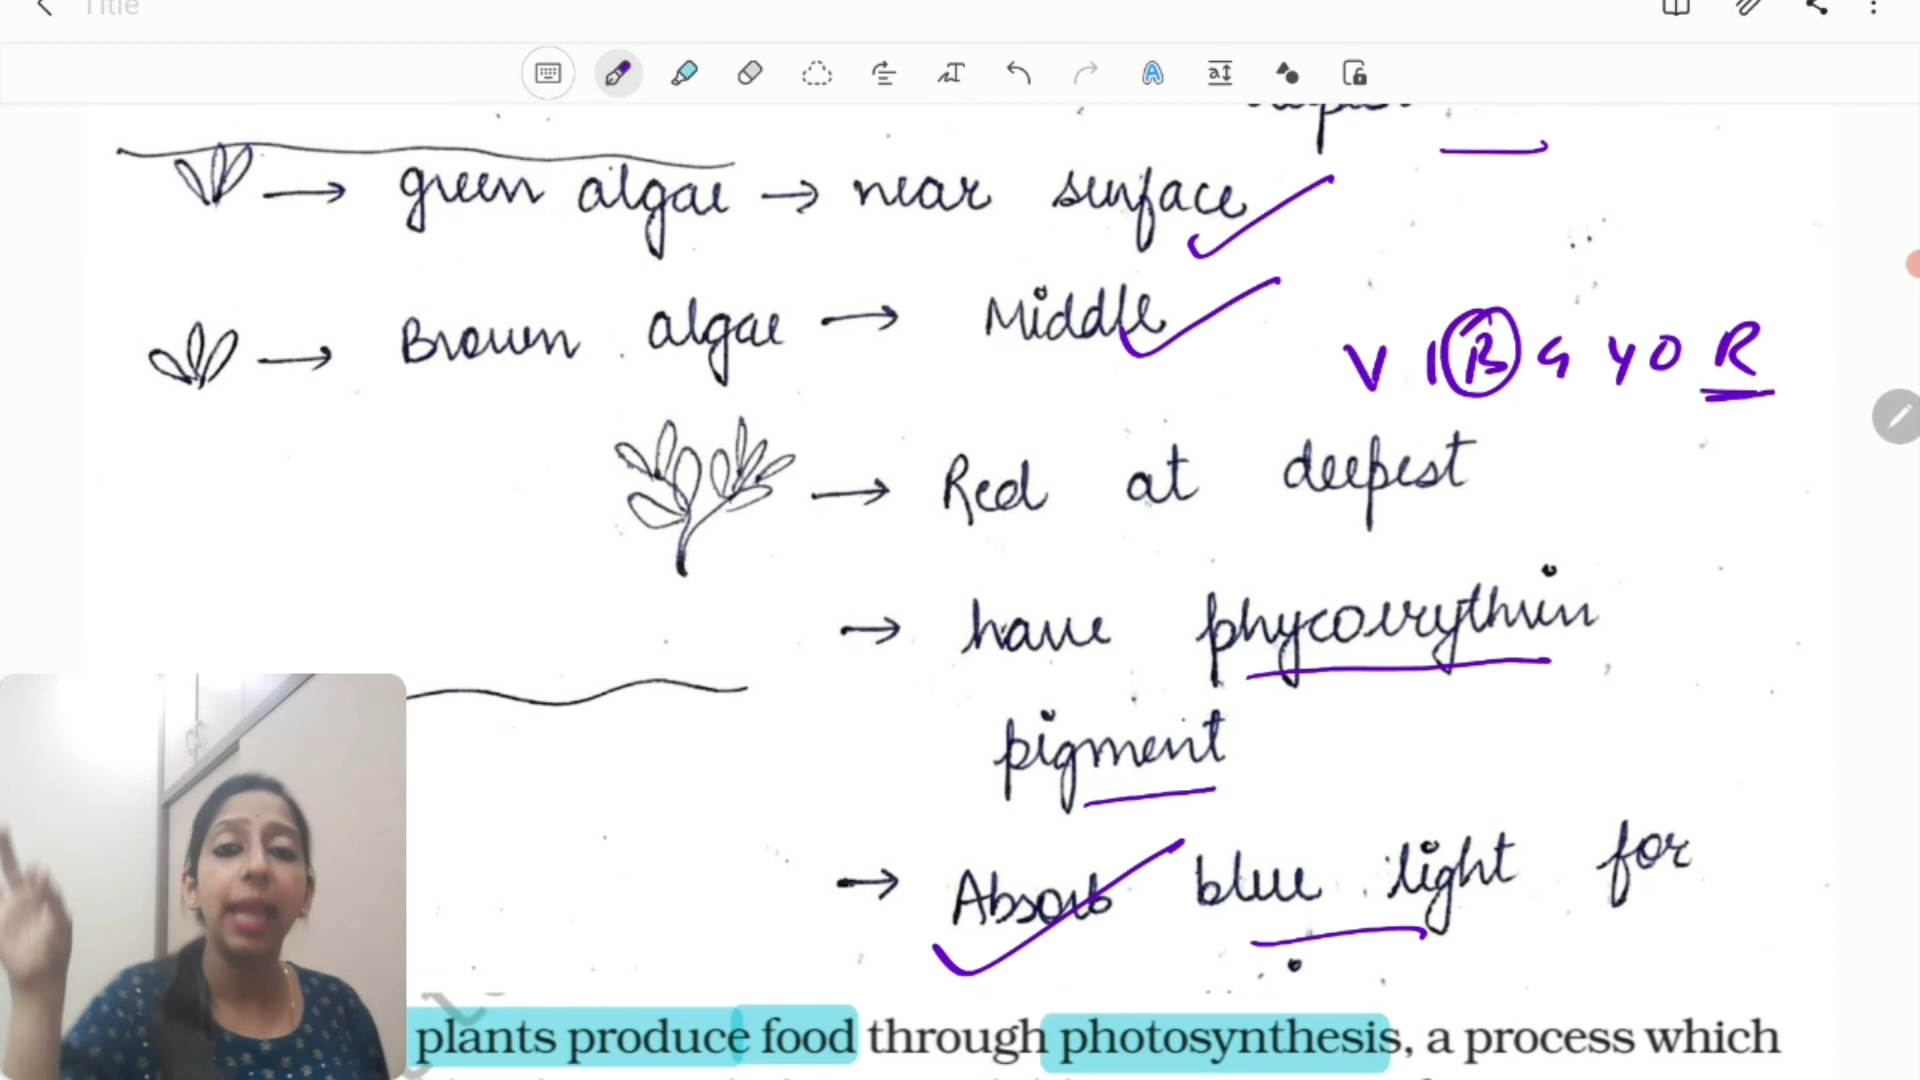 Title
green algae → near surface
Brown algae → Middle
V I B G Y O R
→ Red at deepest
→ have phycoerythrin
pigment
→ Absorb blue light for
plants produce food through photosynthesis, a process which